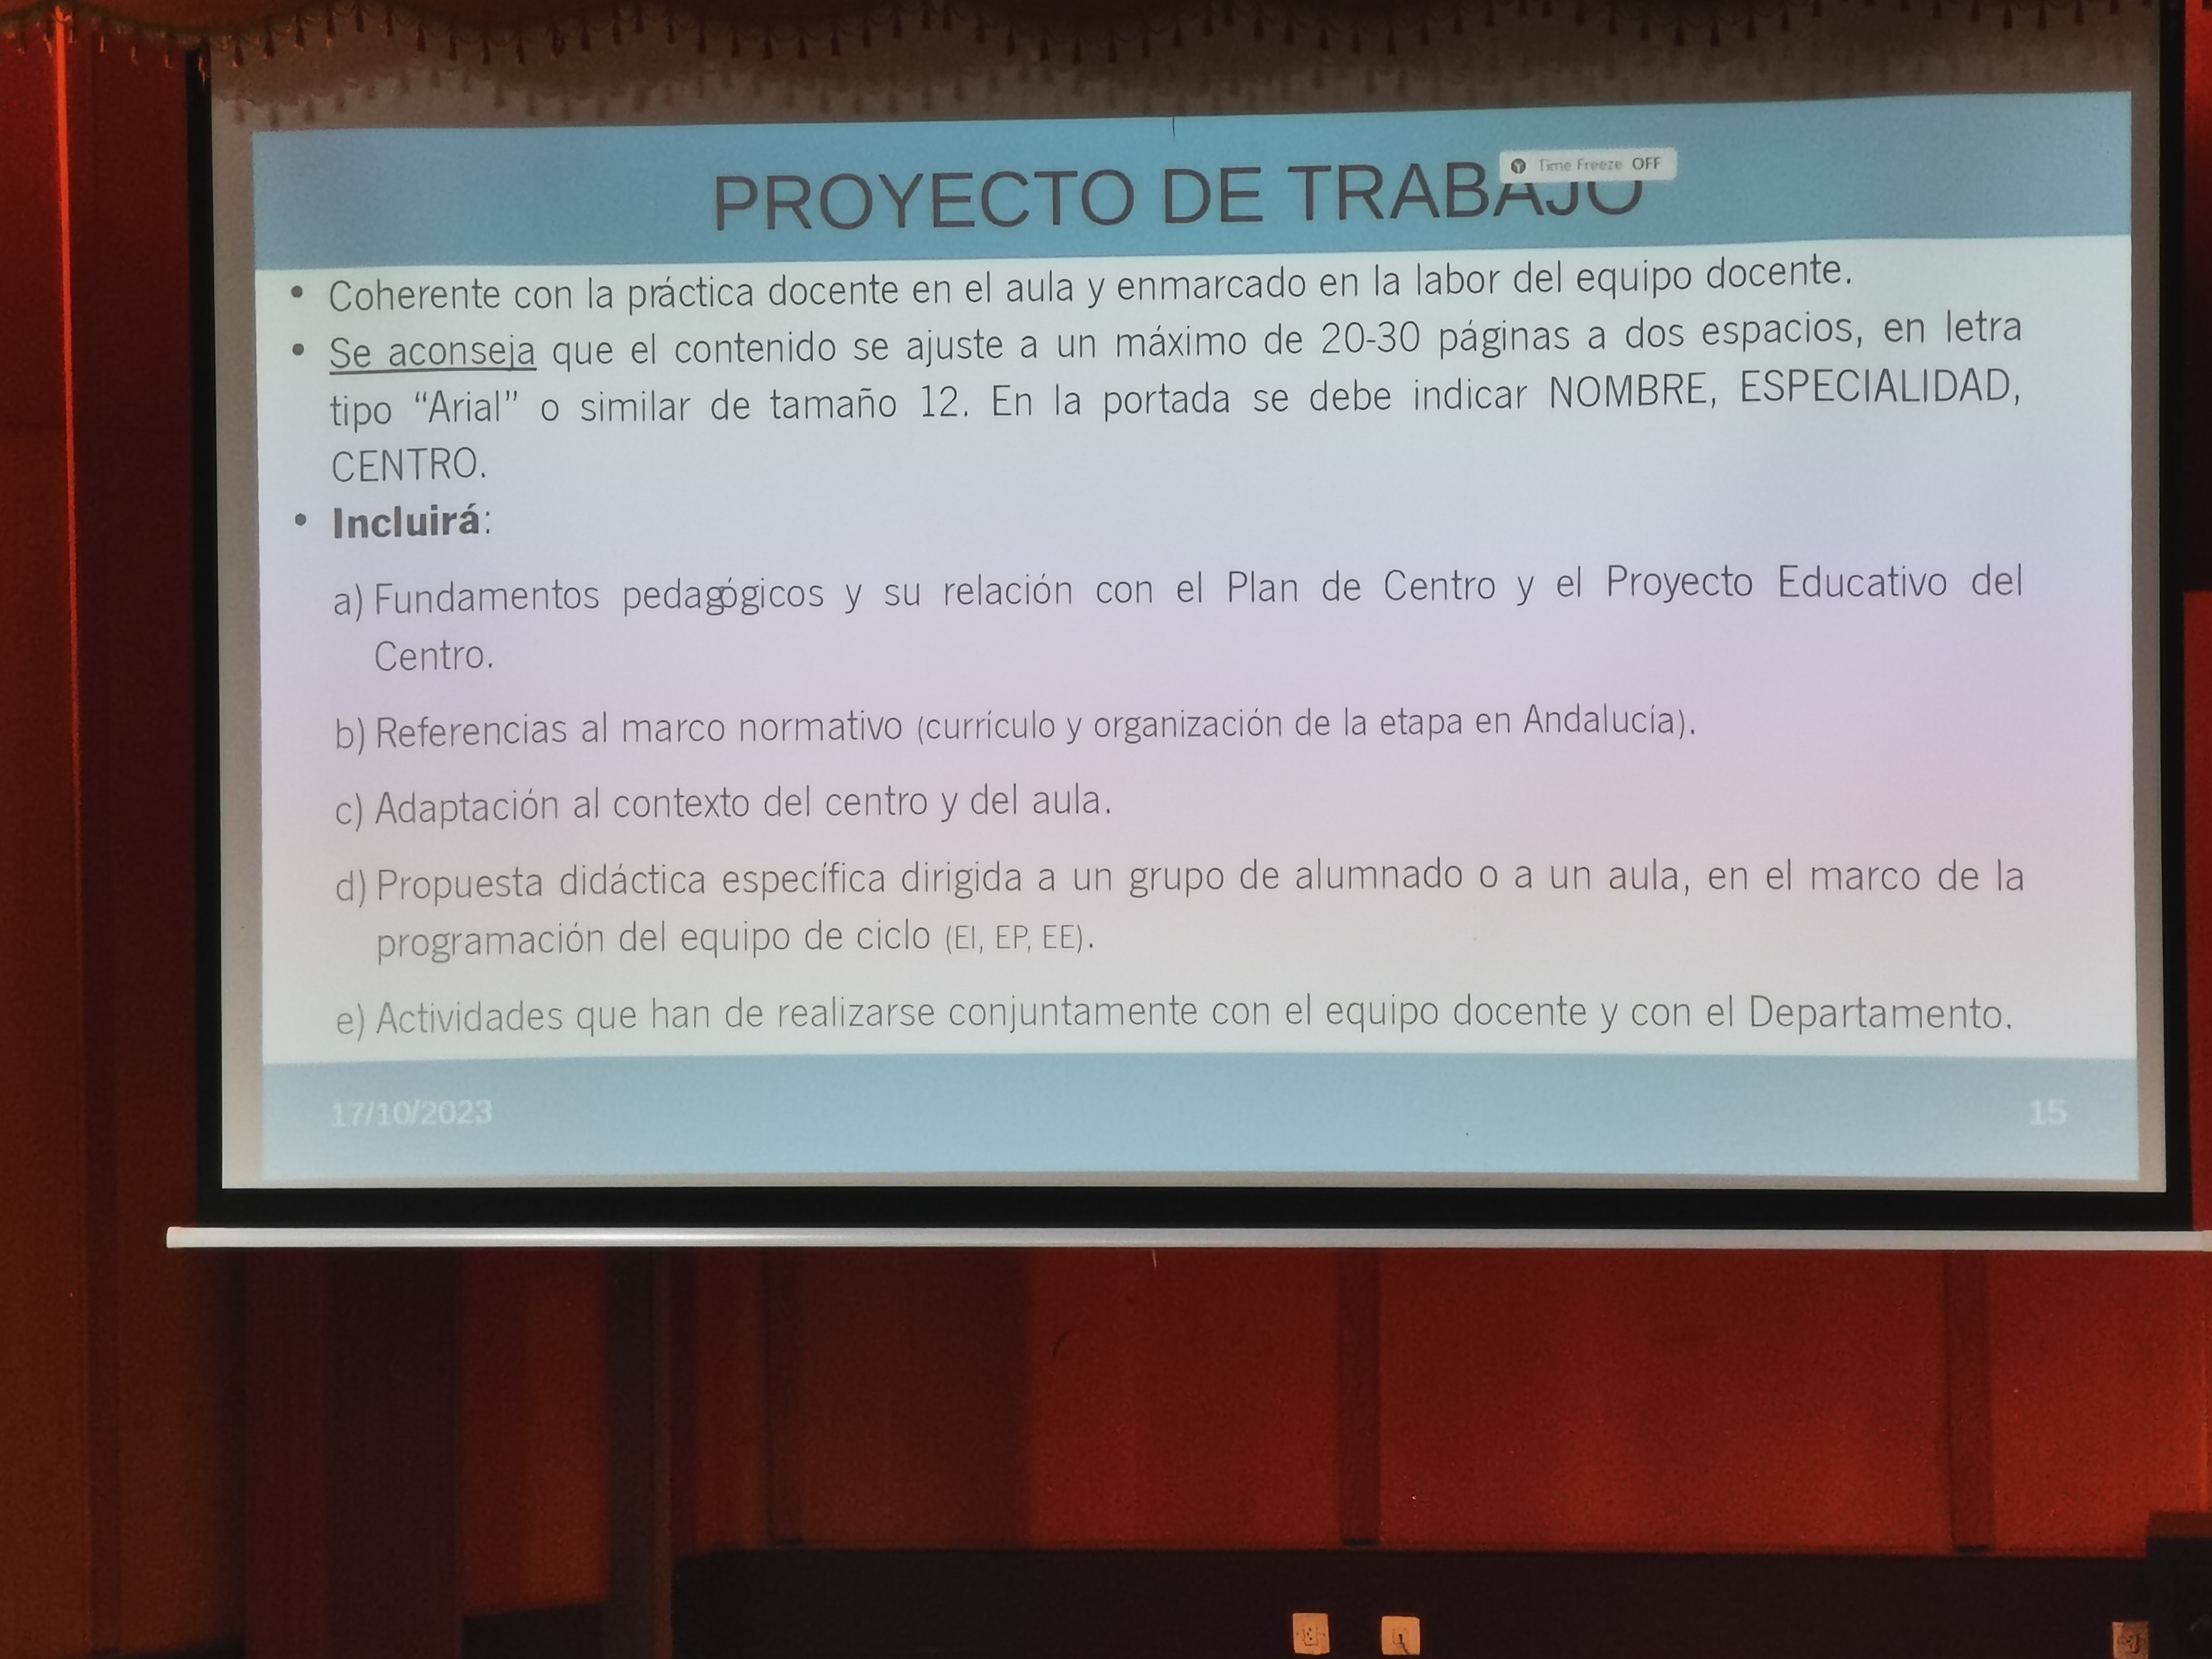 PROYECTO DE TRABAJO
Time Freeze OFF
• Coherente con la práctica docente en el aula y enmarcado en la labor del equipo docente.
• Se aconseja que el contenido se ajuste a un máximo de 20-30 páginas a dos espacios, en letra
tipo “Arial” o similar de tamaño 12. En la portada se debe indicar NOMBRE, ESPECIALIDAD,
CENTRO.
• Incluirá:
a) Fundamentos pedagógicos y su relación con el Plan de Centro y el Proyecto Educativo del
Centro.
b) Referencias al marco normativo (currículo y organización de la etapa en Andalucía).
c) Adaptación al contexto del centro y del aula.
d) Propuesta didáctica específica dirigida a un grupo de alumnado o a un aula, en el marco de la
programación del equipo de ciclo (EI, EP, EE).
e) Actividades que han de realizarse conjuntamente con el equipo docente y con el Departamento.
17/10/2023
15